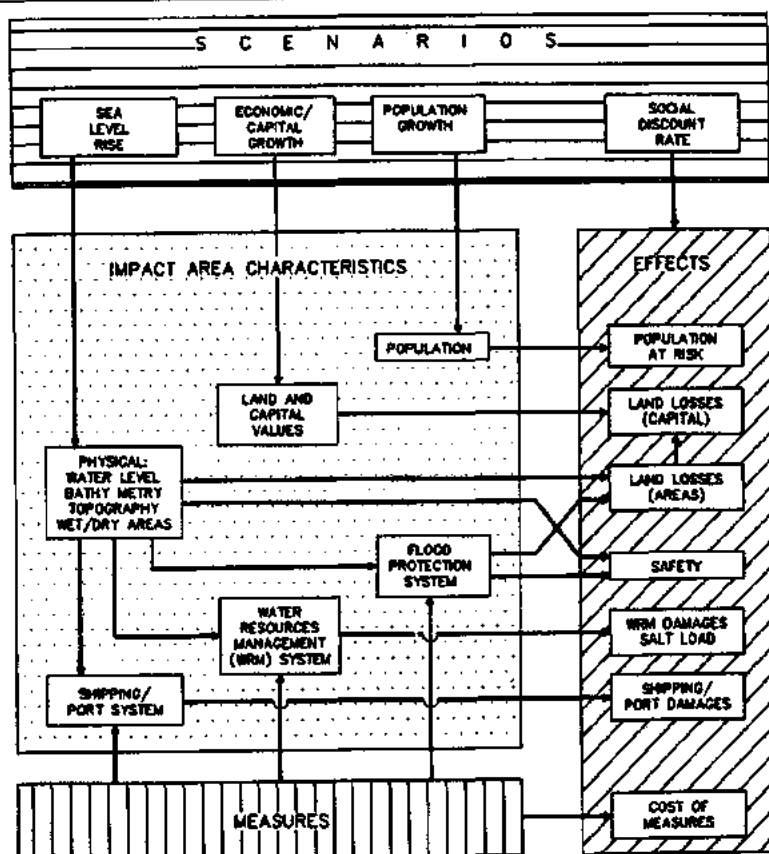 SCENARIOS
SEA
LEVEL
RISE
ECONOMIC/
CAPITAL
GROWTH
POPULATION
GROWTH
SOCIAL
DISCOUNT
RATE
IMPACT AREA CHARACTERISTICS
EFFECTS
POPULATION
POPULATION
AT RISK
LAND AND
CAPITAL
VALUES
LAND LOSSES
(CAPITAL)
PHYSICAL:
WATER LEVEL
BATHY METRY
TOPOGRAPHY
WET/DRY AREAS
LAND LOSSES
(AREAS)
FLOOD
PROTECTION
SYSTEM
SAFETY
WATER
RESOURCES
MANAGEMENT
(WRM) SYSTEM
WRM DAMAGES
SALT LOAD
SHIPPING/
PORT SYSTEM
SHIPPING/
PORT DAMAGES
MEASURES
COST OF
MEASURES